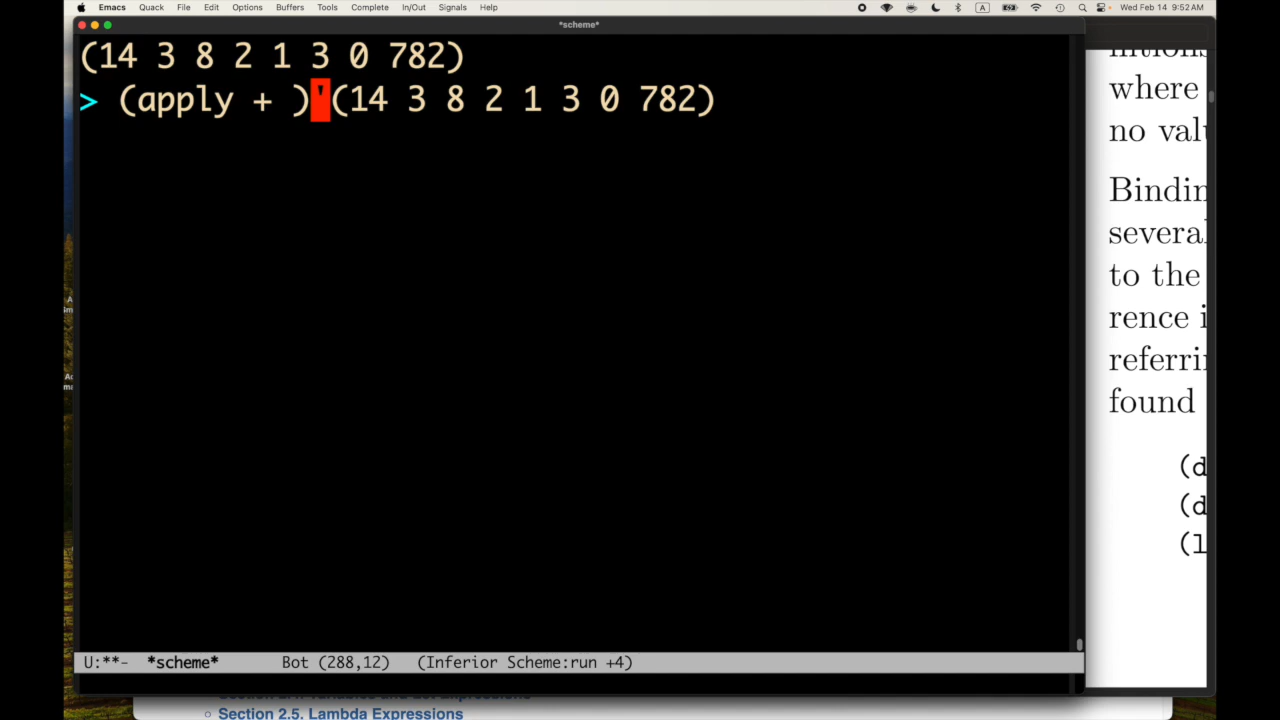 Emacs Quack File Edit Options Buffers Tools Complete In/Out Signals Help A Wed Feb 14 9:52 AM
*scheme*
(14 3 8 2 1 3 0 782)
> (apply + )'(14 3 8 2 1 3 0 782)
where
no valu
Bindin
several
to the
rence i
referrin
found
(d
(d
(l
U:**- *scheme* Bot (288,12) (Inferior Scheme:run +4)
Section 2.5. Lambda Expressions